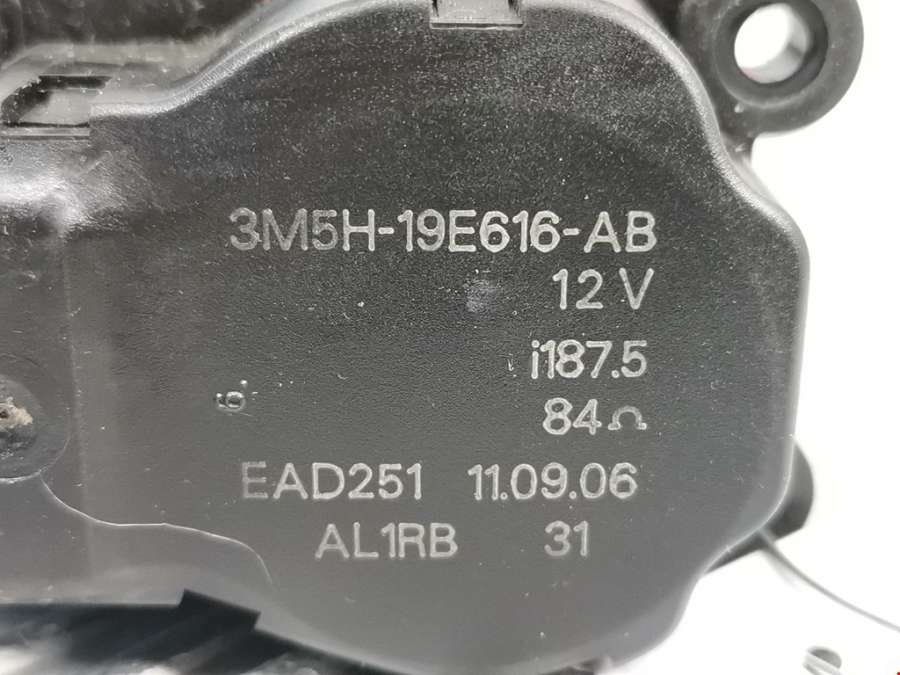 3M5H-19E616-AB
12 V
i187.5
84Ω
EAD251 11.09.06
AL1RB 31